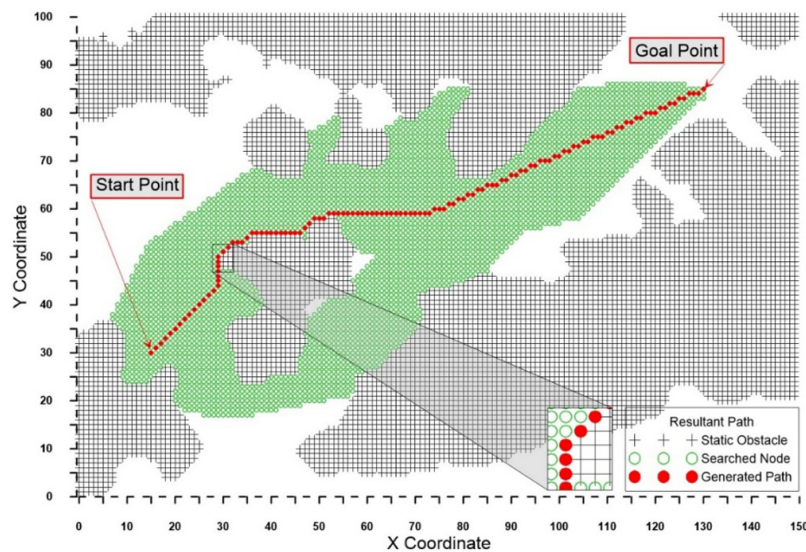 100
90
80
70
60
50
40
30
20
10
0
Y Coordinate
Goal Point
Start Point
Resultant Path
Static Obstacle
Searched Node
Generated Path
0 10 20 30 40 50 60 70 80 90 100 110 120 130 140 150
X Coordinate